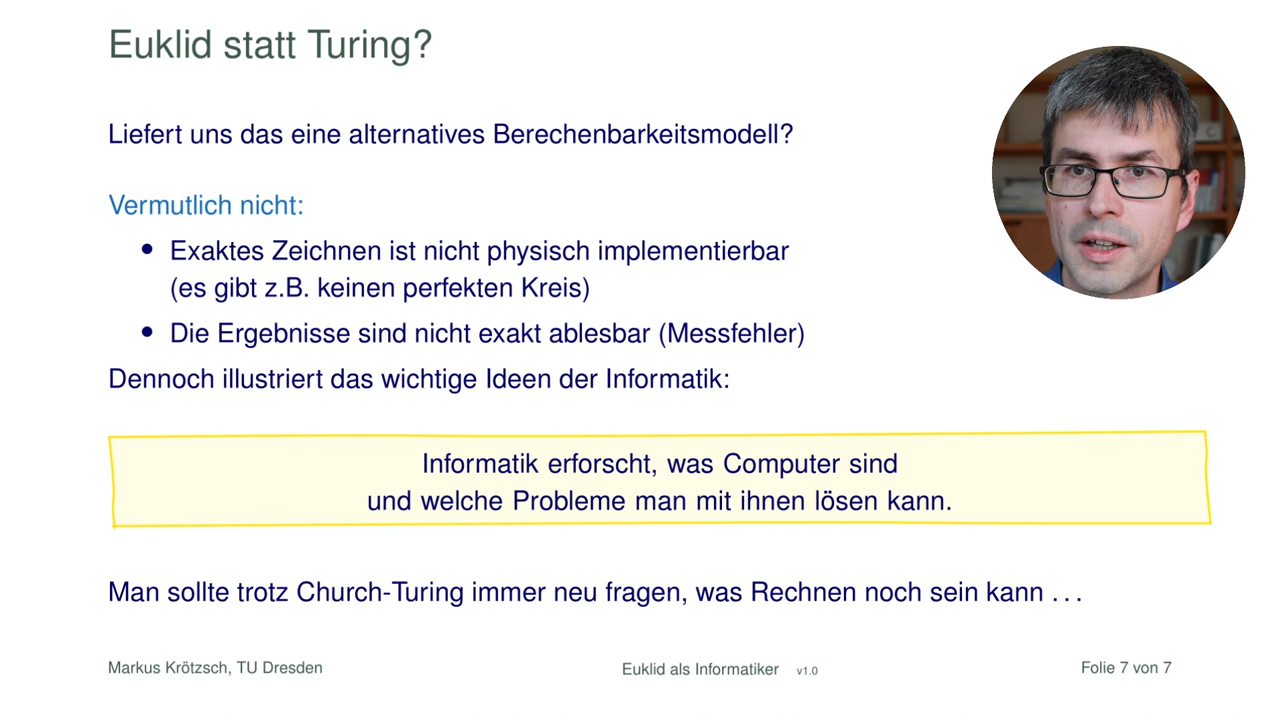 Euklid statt Turing?
Liefert uns das eine alternatives Berechenbarkeitsmodell?
Vermutlich nicht:
• Exaktes Zeichnen ist nicht physisch implementierbar
(es gibt z.B. keinen perfekten Kreis)
• Die Ergebnisse sind nicht exakt ablesbar (Messfehler)
Dennoch illustriert das wichtige Ideen der Informatik:
Informatik erforscht, was Computer sind
und welche Probleme man mit ihnen lösen kann.
Man sollte trotz Church-Turing immer neu fragen, was Rechnen noch sein kann ...
Markus Krötzsch, TU Dresden Euklid als Informatiker v1.0 Folie 7 von 7